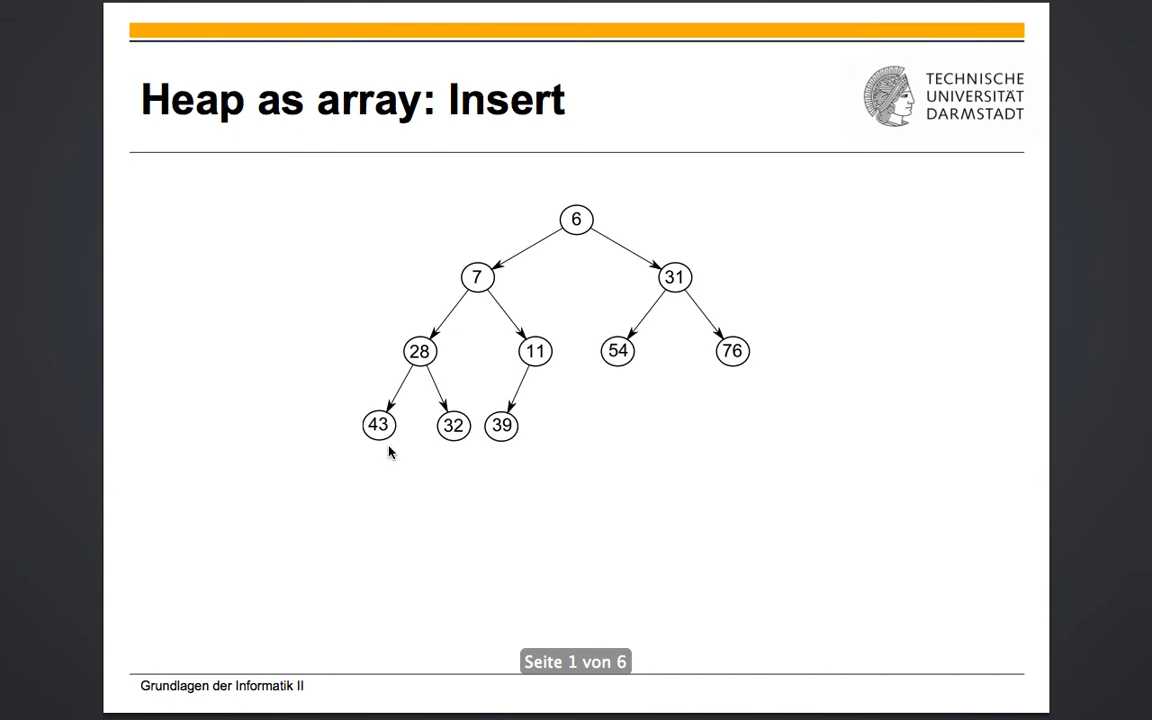 Heap as array: Insert
TECHNISCHE
UNIVERSITÄT
DARMSTADT
6
7 31
28 11 54 76
43 32 39
Seite 1 von 6
Grundlagen der Informatik II